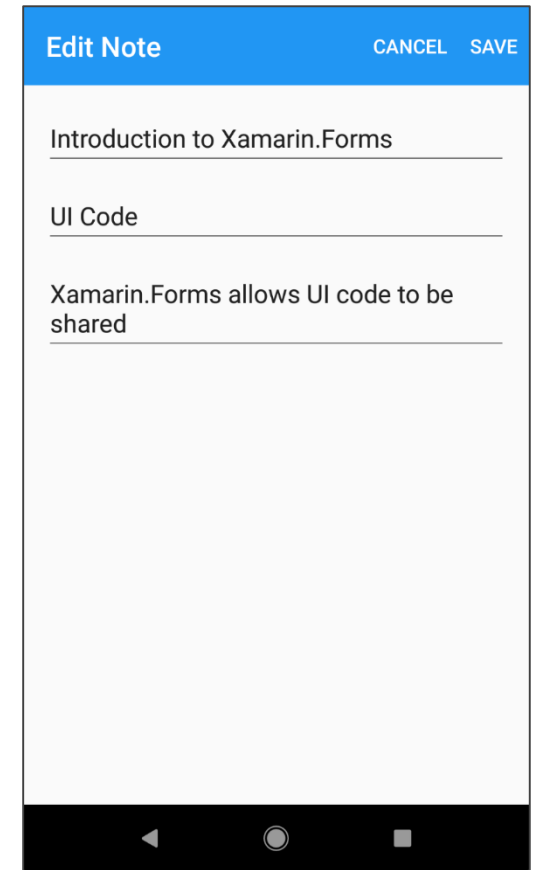 Edit Note CANCEL SAVE
Introduction to Xamarin.Forms
UI Code
Xamarin.Forms allows UI code to be
shared